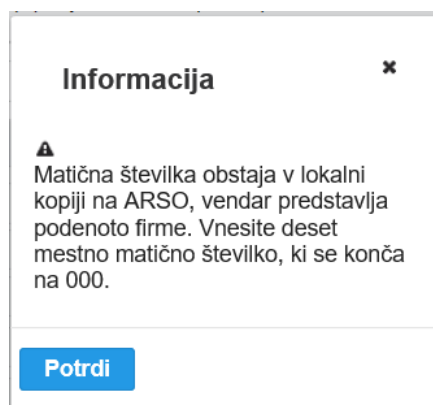 Informacija
Matična številka obstaja v lokalni
kopiji na ARSO, vendar predstavlja
podenoto firme. Vnesite deset
mestno matično številko, ki se konča
na 000.
Potrdi